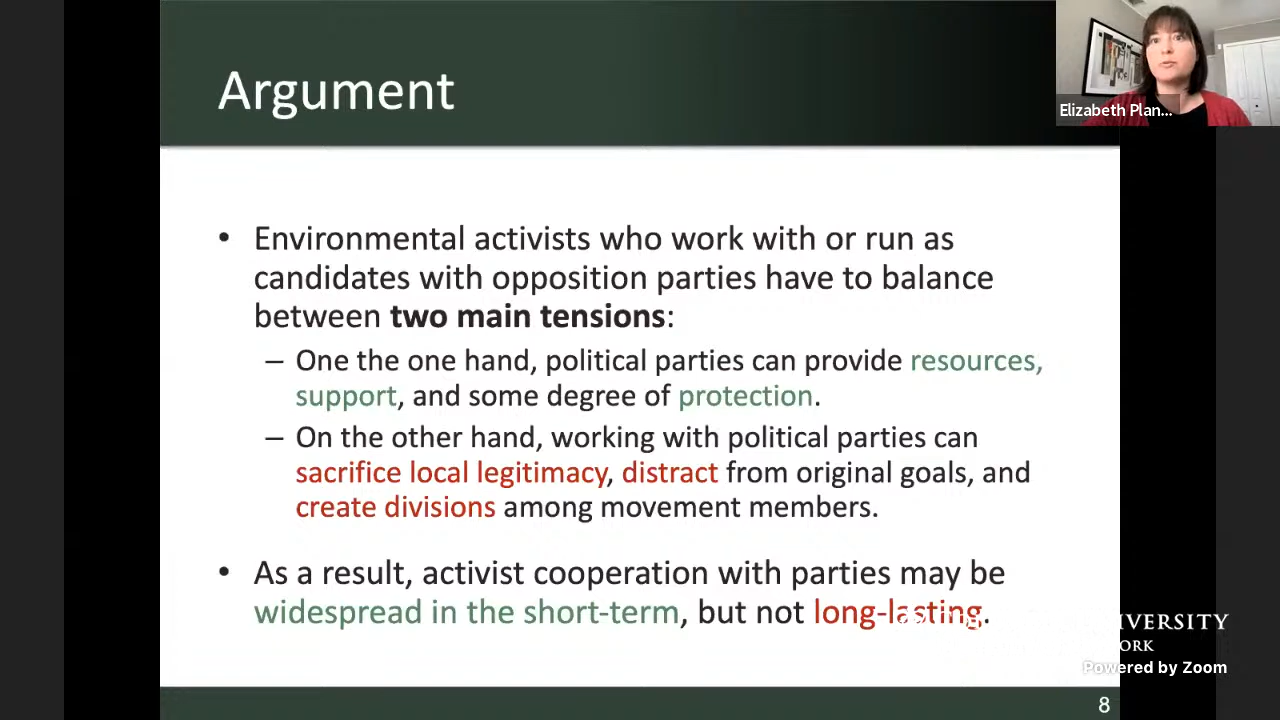 Argument
Elizabeth Plan...
• Environmental activists who work with or run as
candidates with opposition parties have to balance
between two main tensions:
– One the one hand, political parties can provide resources,
support, and some degree of protection.
– On the other hand, working with political parties can
sacrifice local legitimacy, distract from original goals, and
create divisions among movement members.
• As a result, activist cooperation with parties may be
widespread in the short-term, but not long-lasting.
Powered by Zoom
8